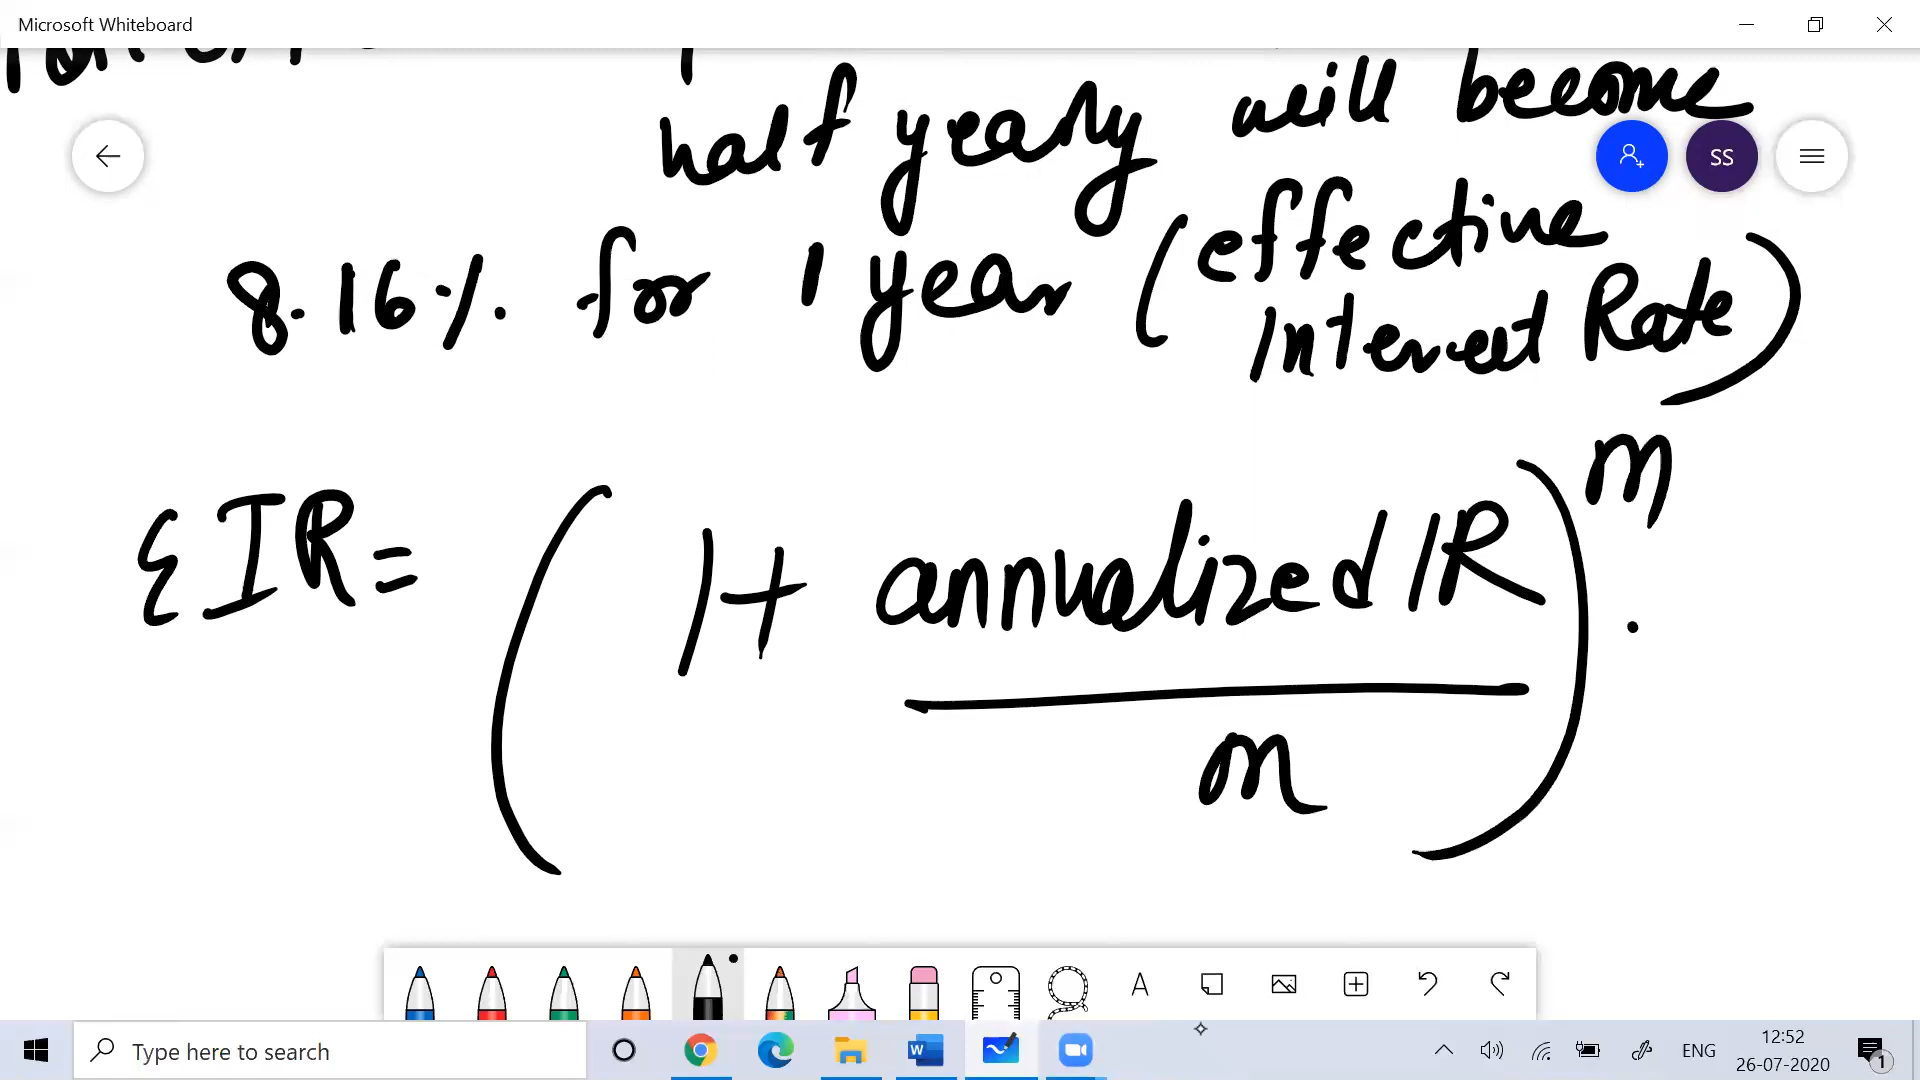 Microsoft Whiteboard
half yearly will become
SS
8.16%. for 1 year (effective
Interest Rate)
EIR= (1+ annualized IR
m
)m.
A
Type here to search
W
ENG
12:52
26-07-2020
1